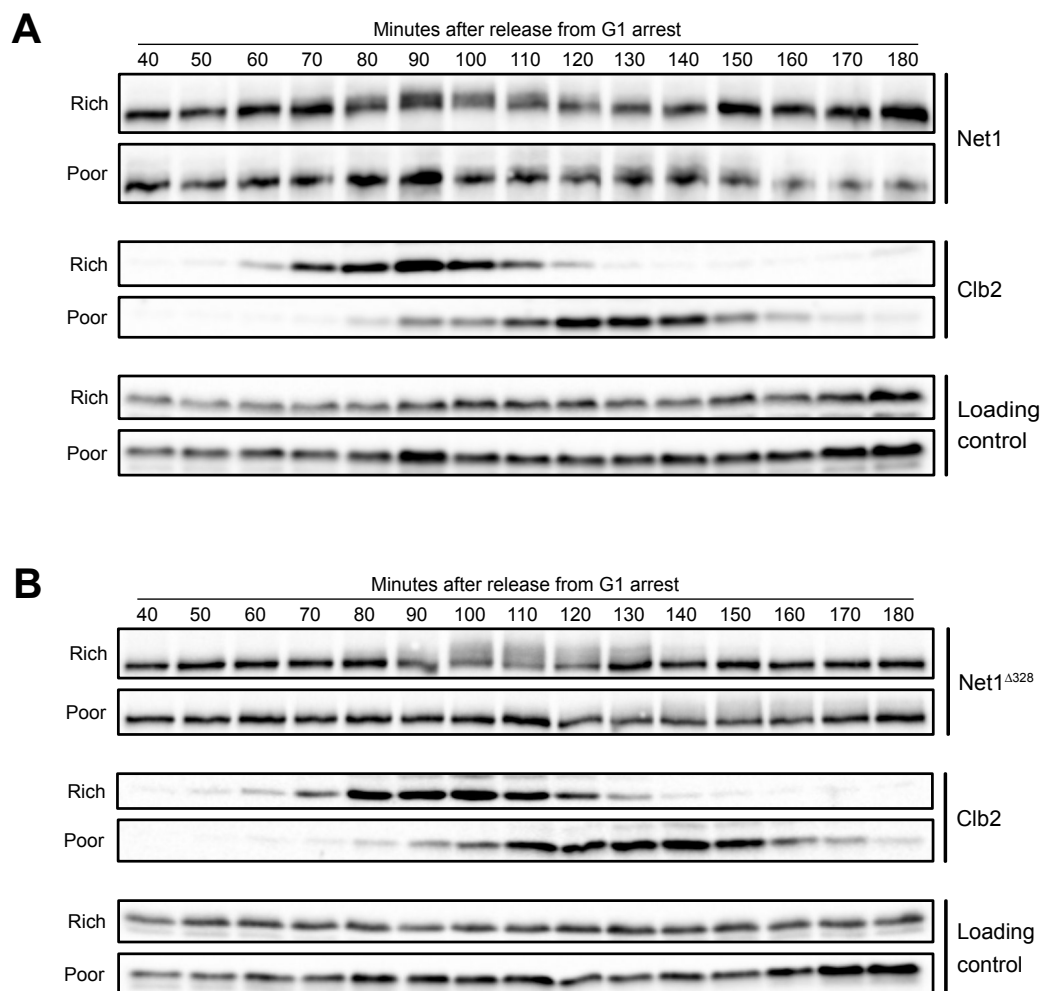 A
Minutes after release from G1 arrest
40 50 60 70 80 90 100 110 120 130 140 150 160 170 180
Rich
Poor
Net1
Rich
Poor
Clb2
Rich
Poor
Loading
control
B
Minutes after release from G1 arrest
40 50 60 70 80 90 100 110 120 130 140 150 160 170 180
Rich
Poor
Net1Δ328
Rich
Poor
Clb2
Rich
Poor
Loading
control